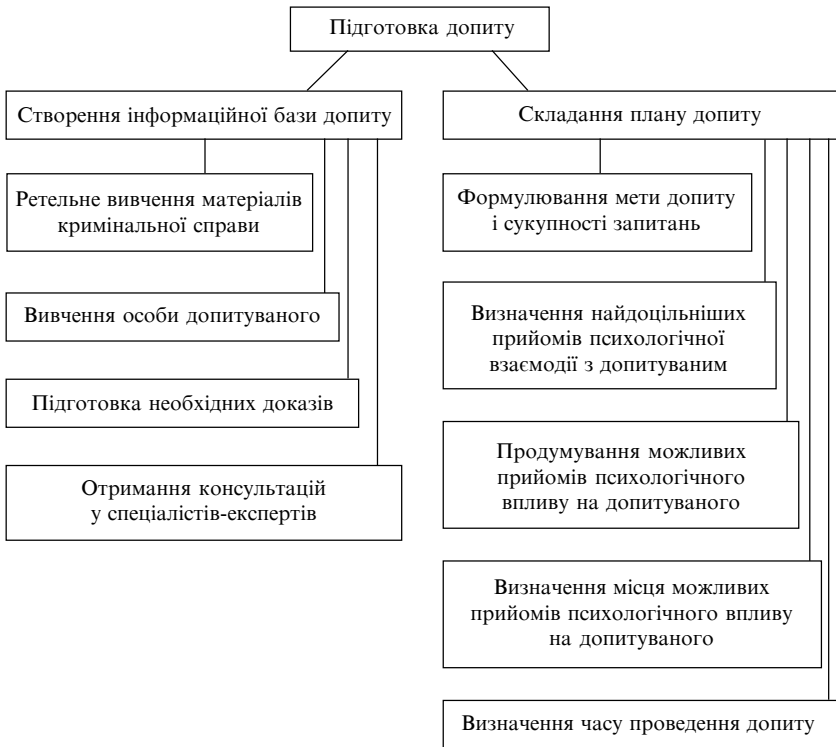 Підготовка допиту
Створення інформаційної бази допиту
Ретельне вивчення матеріалів
кримінальної справи
Вивчення особи допитуваного
Підготовка необхідних доказів
Отримання консультацій
у спеціалістів-експертів
Складання плану допиту
Формулювання мети допиту
і сукупності запитань
Визначення найдоцільніших
прийомів психологічної
взаємодії з допитуваним
Продумування можливих
прийомів психологічного
впливу на допитуваного
Визначення місця можливих
прийомів психологічного впливу
на допитуваного
Визначення часу проведення допиту